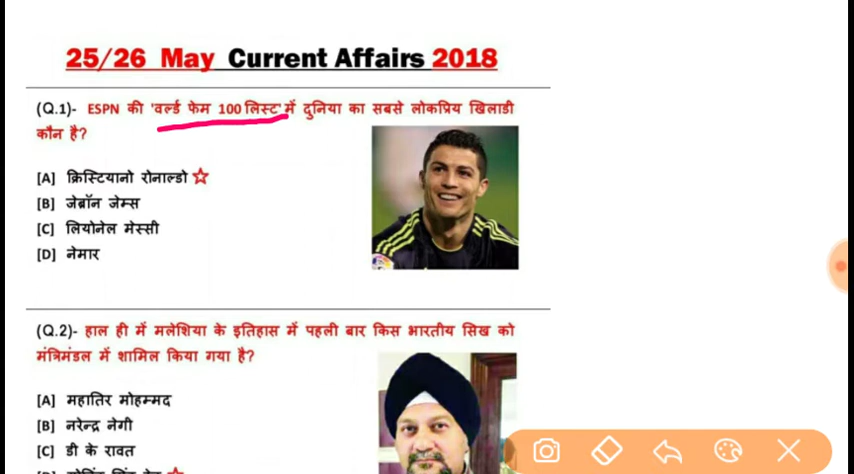 25/26 May Current Affairs 2018
(Q.1)- ESPN की 'वर्ल्ड फेम 100 लिस्ट' में दुनिया का सबसे लोकप्रिय खिलाडी
कौन है?
[A] क्रिस्टियानो रोनाल्डो
[B] जेब्रॉन जेम्स
[C] लियोनेल मेस्सी
[D] नेमार
(Q.2)- हाल ही में मलेशिया के इतिहास में पहली बार किस भारतीय सिख को
मंत्रिमंडल में शामिल किया गया है?
[A] महातिर मोहम्मद
[B] नरेन्द्र नेगी
[C] डी के रावत